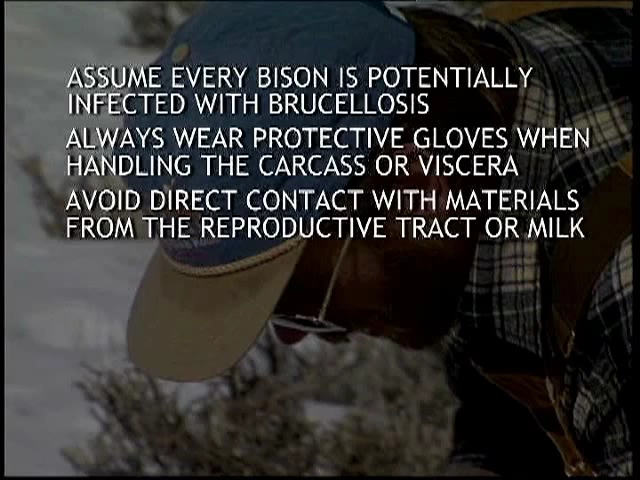 ASSUME EVERY BISON IS POTENTIALLY
INFECTED WITH BRUCELLOSIS
ALWAYS WEAR PROTECTIVE GLOVES WHEN
HANDLING THE CARCASS OR VISCERA
AVOID DIRECT CONTACT WITH MATERIALS
FROM THE REPRODUCTIVE TRACT OR MILK